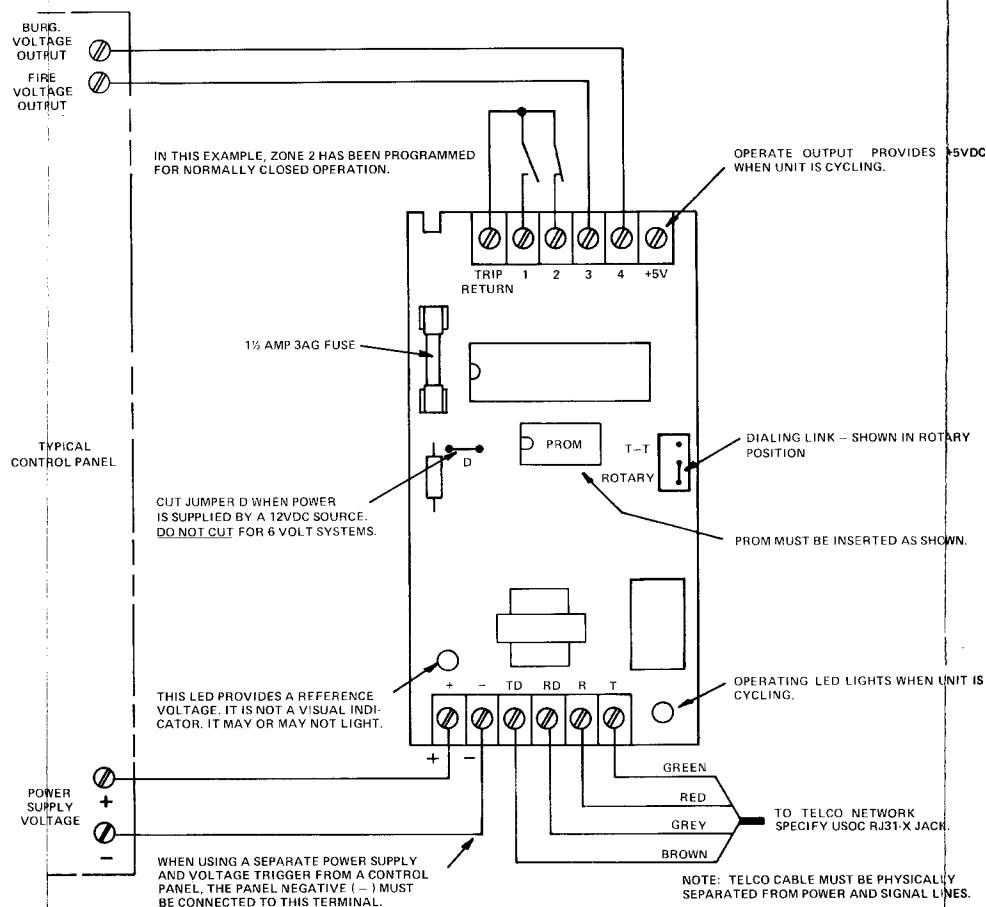 BURG.
VOLTAGE
OUTPUT
FIRE
VOLTAGE
OUTPUT
IN THIS EXAMPLE, ZONE 2 HAS BEEN PROGRAMMED
FOR NORMALLY CLOSED OPERATION.
OPERATE OUTPUT PROVIDES +5VDC
WHEN UNIT IS CYCLING.
TRIP
RETURN
1 2 3 4 +5V
1½ AMP 3AG FUSE
TYPICAL
CONTROL PANEL
D
PROM
T–T
ROTARY
DIALING LINK – SHOWN IN ROTARY
POSITION
CUT JUMPER D WHEN POWER
IS SUPPLIED BY A 12VDC SOURCE.
DO NOT CUT FOR 6 VOLT SYSTEMS.
PROM MUST BE INSERTED AS SHOWN.
THIS LED PROVIDES A REFERENCE
VOLTAGE. IT IS NOT A VISUAL INDI-
CATOR. IT MAY OR MAY NOT LIGHT.
+ – TD RD R T
OPERATING LED LIGHTS WHEN UNIT IS
CYCLING.
+ –
POWER
SUPPLY
VOLTAGE
+
–
GREEN
RED
GREY
BROWN
TO TELCO NETWORK
SPECIFY USOC RJ31-X JACK.
WHEN USING A SEPARATE POWER SUPPLY
AND VOLTAGE TRIGGER FROM A CONTROL
PANEL, THE PANEL NEGATIVE ( – ) MUST
BE CONNECTED TO THIS TERMINAL.
NOTE: TELCO CABLE MUST BE PHYSICALLY
SEPARATED FROM POWER AND SIGNAL LINES.